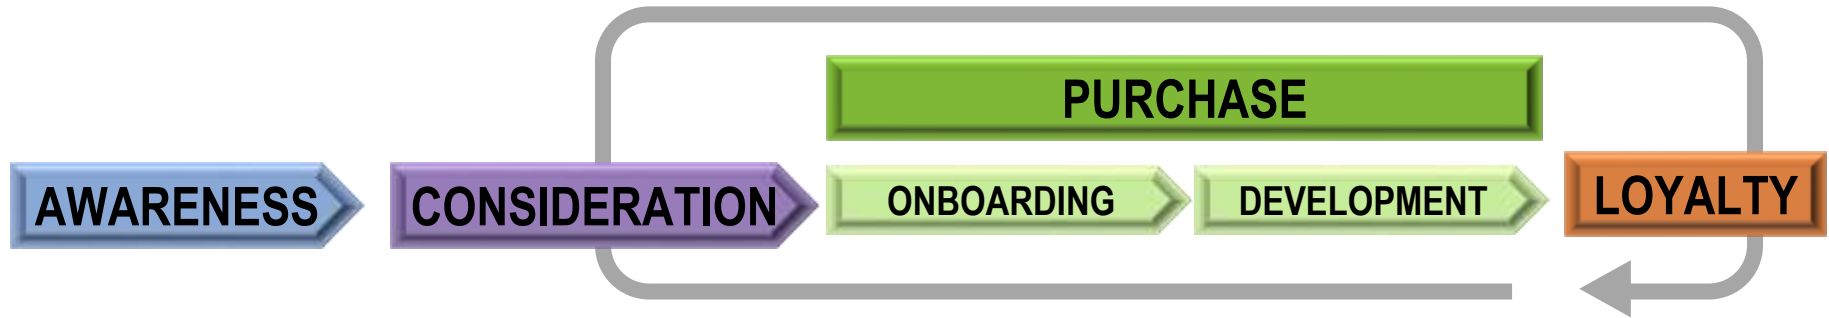 PURCHASE
AWARENESS
CONSIDERATION
ONBOARDING
DEVELOPMENT
LOYALTY